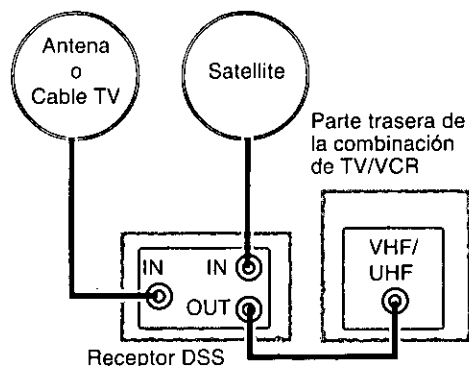 Antena
o
Cable TV
Satellite
Parte trasera de
la combinación
de TV/VCR
IN
IN
OUT
VHF/
UHF
Receptor DSS